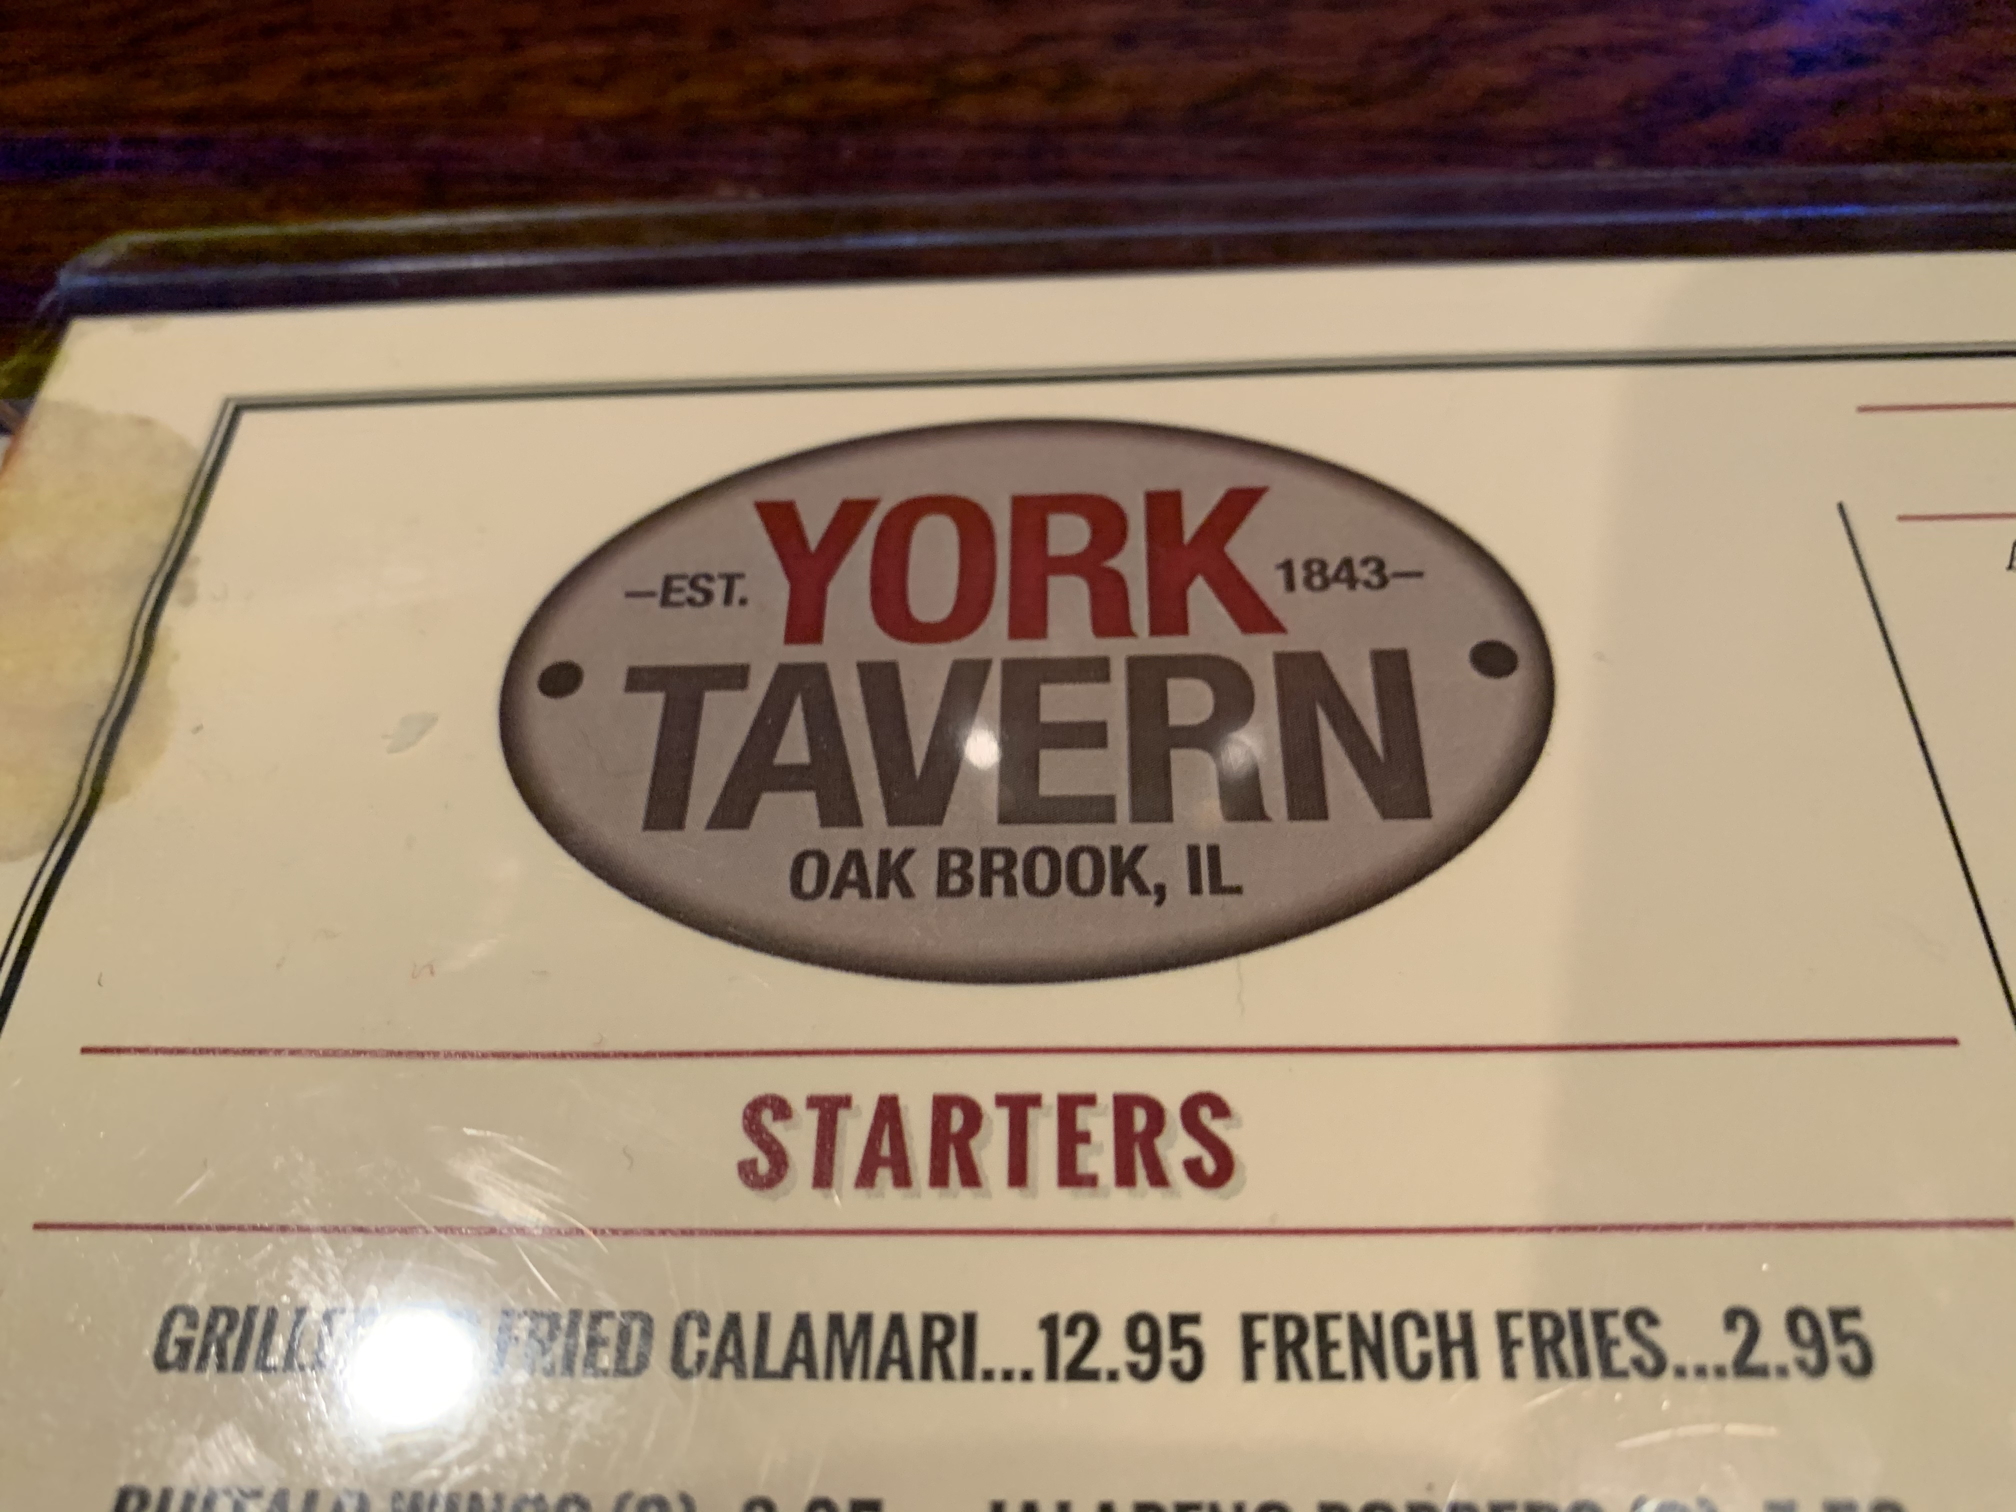 –EST. YORK 1843–
TAVERN
OAK BROOK, IL
STARTERS
FRIED CALAMARI...12.95 FRENCH FRIES...2.95